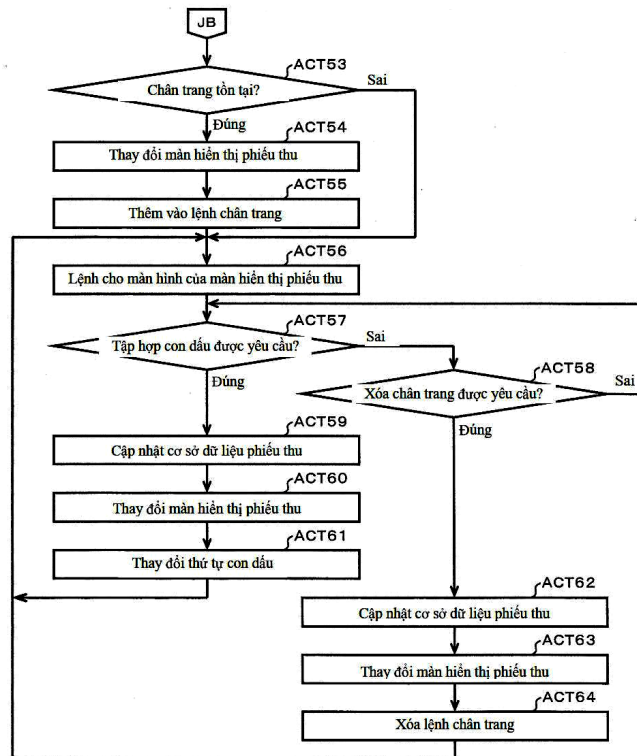 JB
ACT53
Chân trang tồn tại?
Sai
Đúng
ACT54
Thay đổi màn hiển thị phiếu thu
ACT55
Thêm vào lệnh chân trang
ACT56
Lệnh cho màn hình của màn hiển thị phiếu thu
ACT57
Tập hợp con dấu được yêu cầu?
Sai
Đúng
ACT58
Xóa chân trang được yêu cầu?
Sai
Đúng
ACT59
Cập nhật cơ sở dữ liệu phiếu thu
ACT60
Thay đổi màn hiển thị phiếu thu
ACT61
Thay đổi thứ tự con dấu
ACT62
Cập nhật cơ sở dữ liệu phiếu thu
ACT63
Thay đổi màn hiển thị phiếu thu
ACT64
Xóa lệnh chân trang